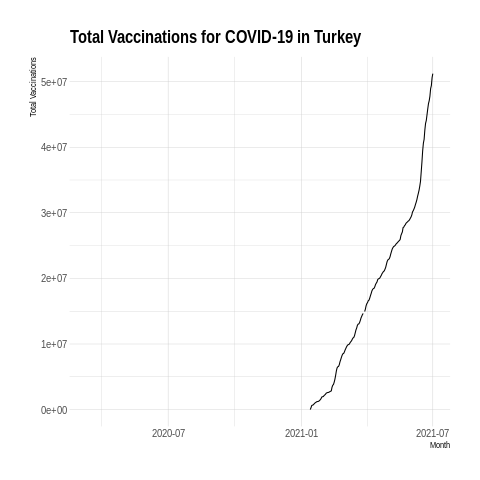 Total Vaccinations for COVID-19 in Turkey
Total Vaccinations
5e+07
4e+07
3e+07
2e+07
1e+07
0e+00
2020-07 2021-01 2021-07
Month